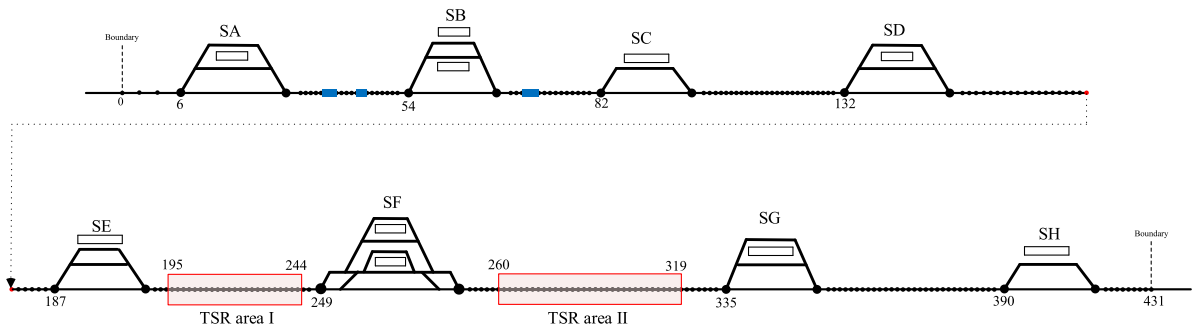 SA
SB
SC
SD
Boundary
0
6
54
82
132
SE
SF
SG
SH
Boundary
195
244
260
319
187
249
335
390
431
TSR area I
TSR area II